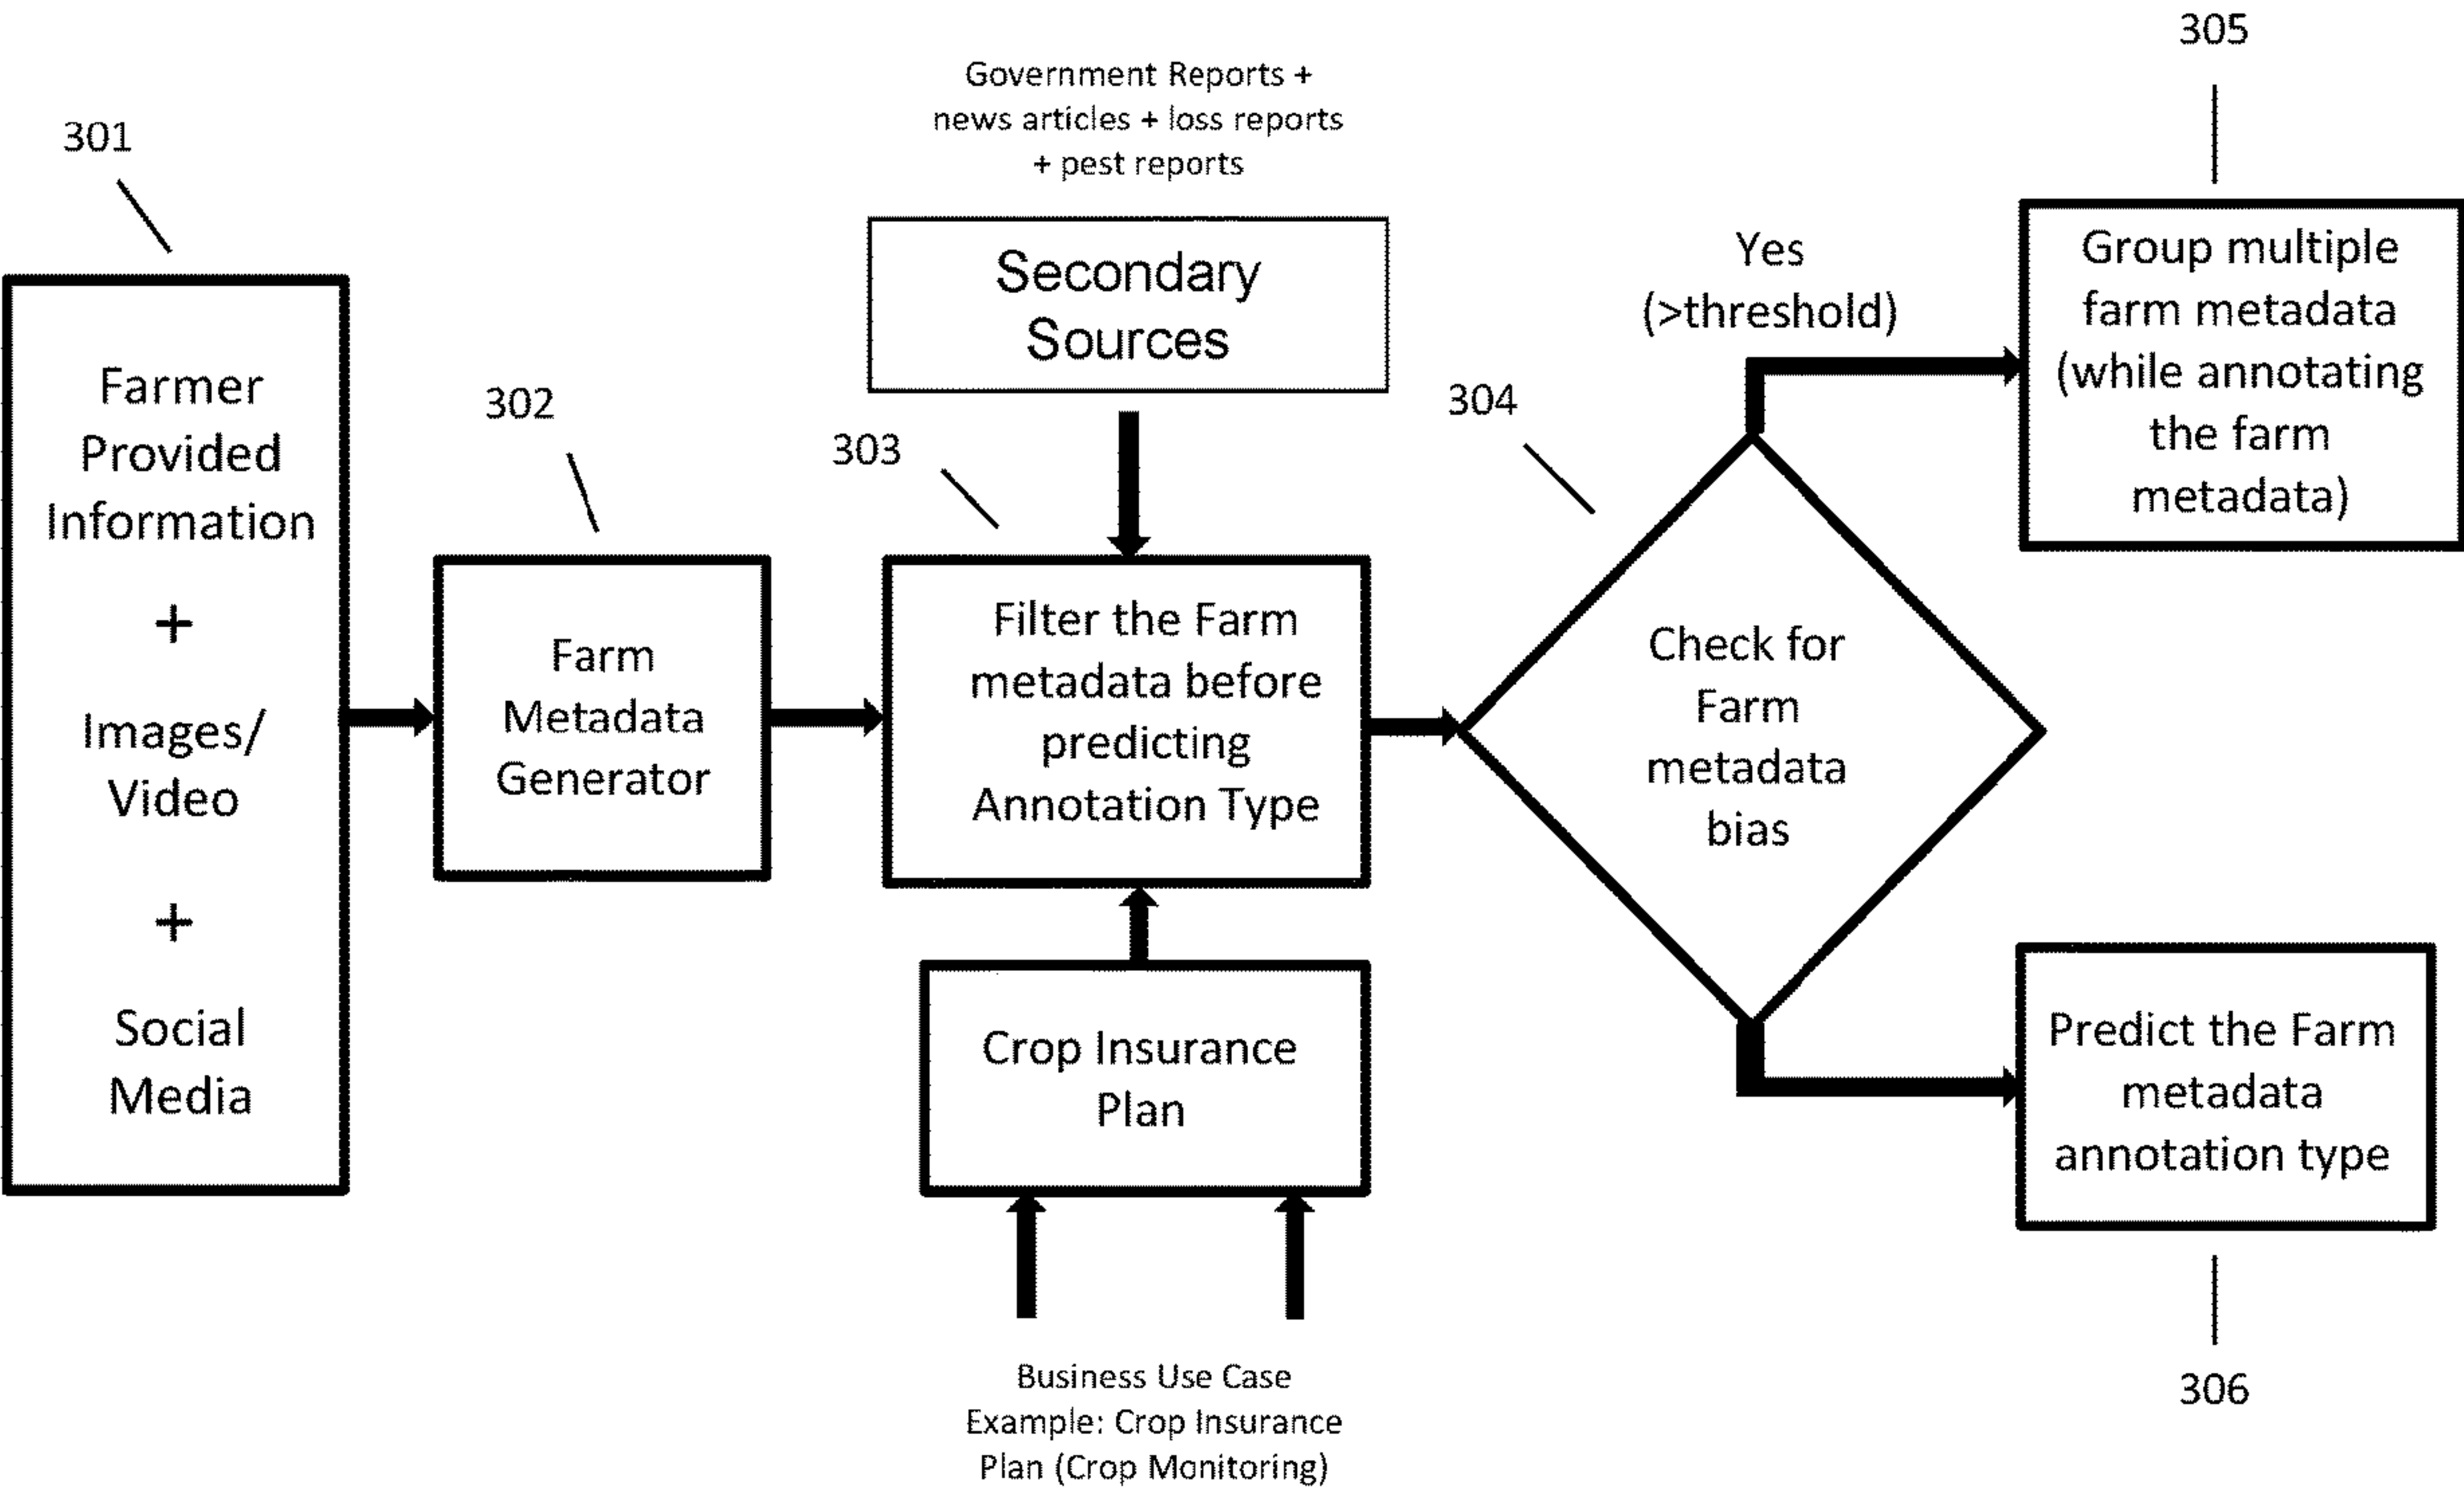 301
Farmer
Provided
Information
+
Images/
Video
+
Social
Media
302
Farm
Metadata
Generator
Government Reports +
news articles + loss reports
+ pest reports
Secondary
Sources
303
Filter the Farm
metadata before
predicting
Annotation Type
Crop Insurance
Plan
Business Use Case
Example: Crop Insurance
Plan (Crop Monitoring)
304
Check for
Farm
metadata
bias
Yes
(>threshold)
305
Group multiple
farm metadata
(while annotating
the farm
metadata)
Predict the Farm
metadata
annotation type
306